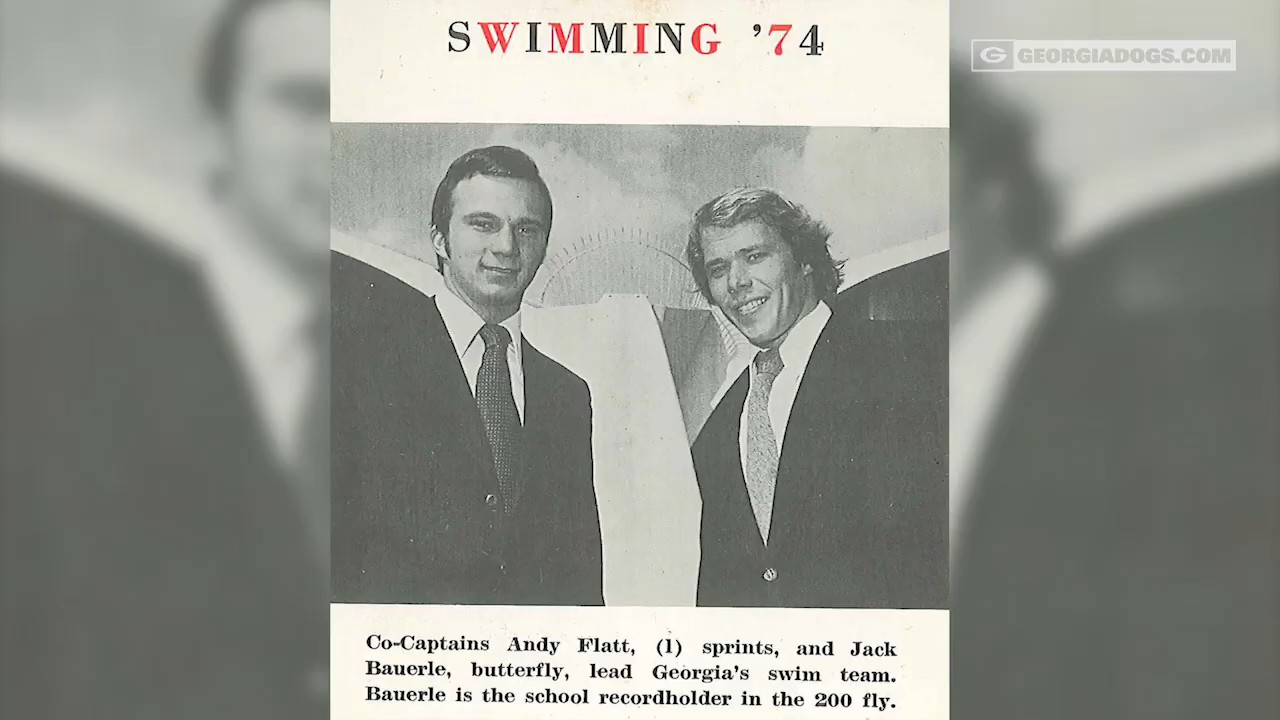 SWIMMING '74
G GEORGIADOGS.COM
Co-Captains Andy Flatt, (1) sprints, and Jack
Bauerle, butterfly, lead Georgia's swim team.
Bauerle is the school recordholder in the 200 fly.